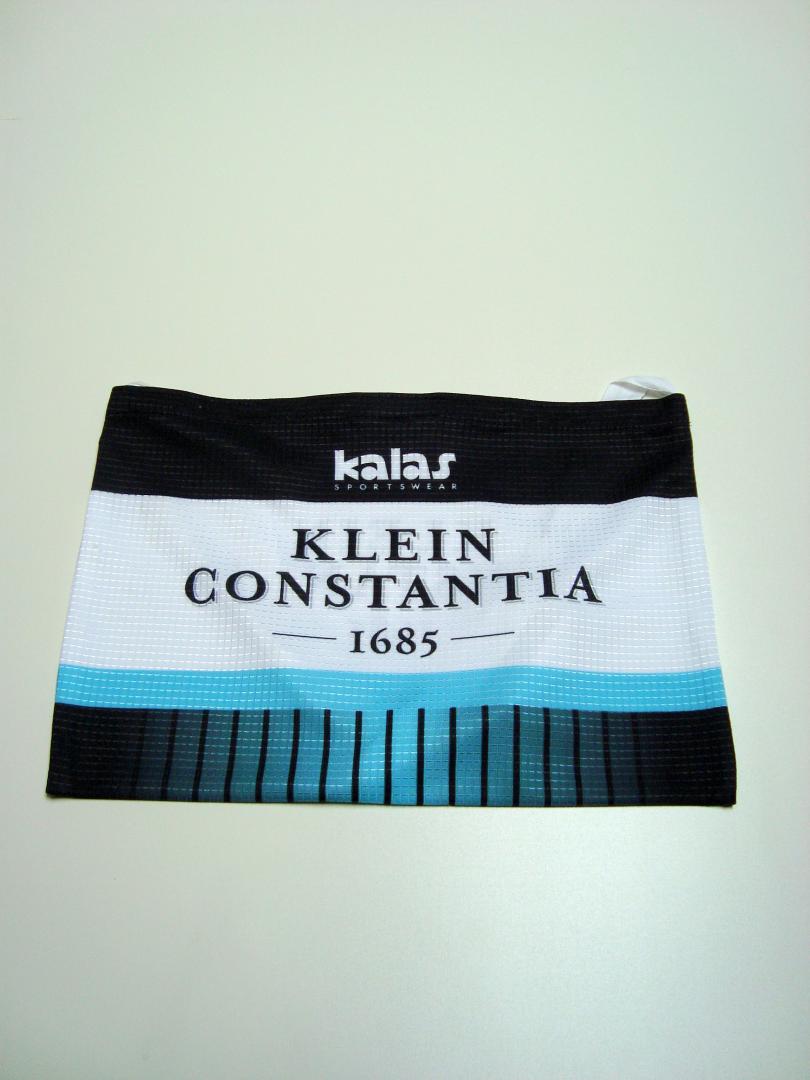 kalas
SPORTSWEAR
KLEIN
CONSTANTIA
1685